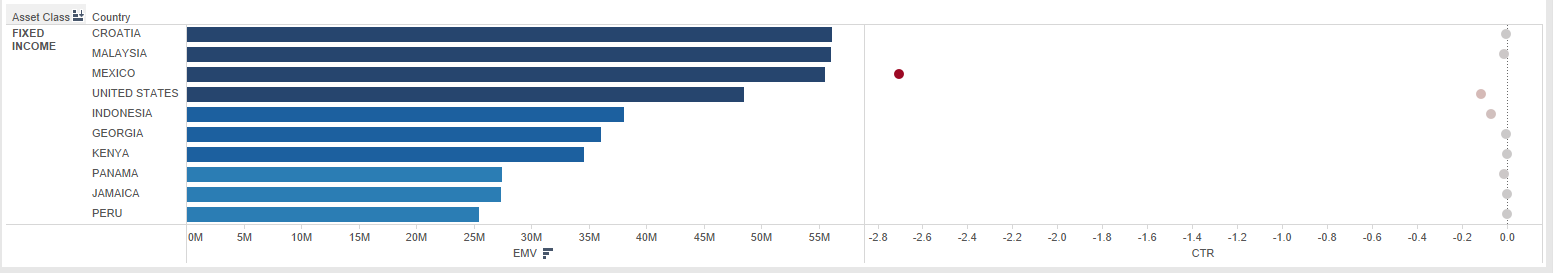 Asset Class Country
FIXED INCOME
CROATIA
MALAYSIA
MEXICO
UNITED STATES
INDONESIA
GEORGIA
KENYA
PANAMA
JAMAICA
PERU
0M 5M 10M 15M 20M 25M 30M 35M 40M 45M 50M 55M -2.8 -2.6 -2.4 -2.2 -2.0 -1.8 -1.6 -1.4 -1.2 -1.0 -0.8 -0.6 -0.4 -0.2 0.0
EMV CTR